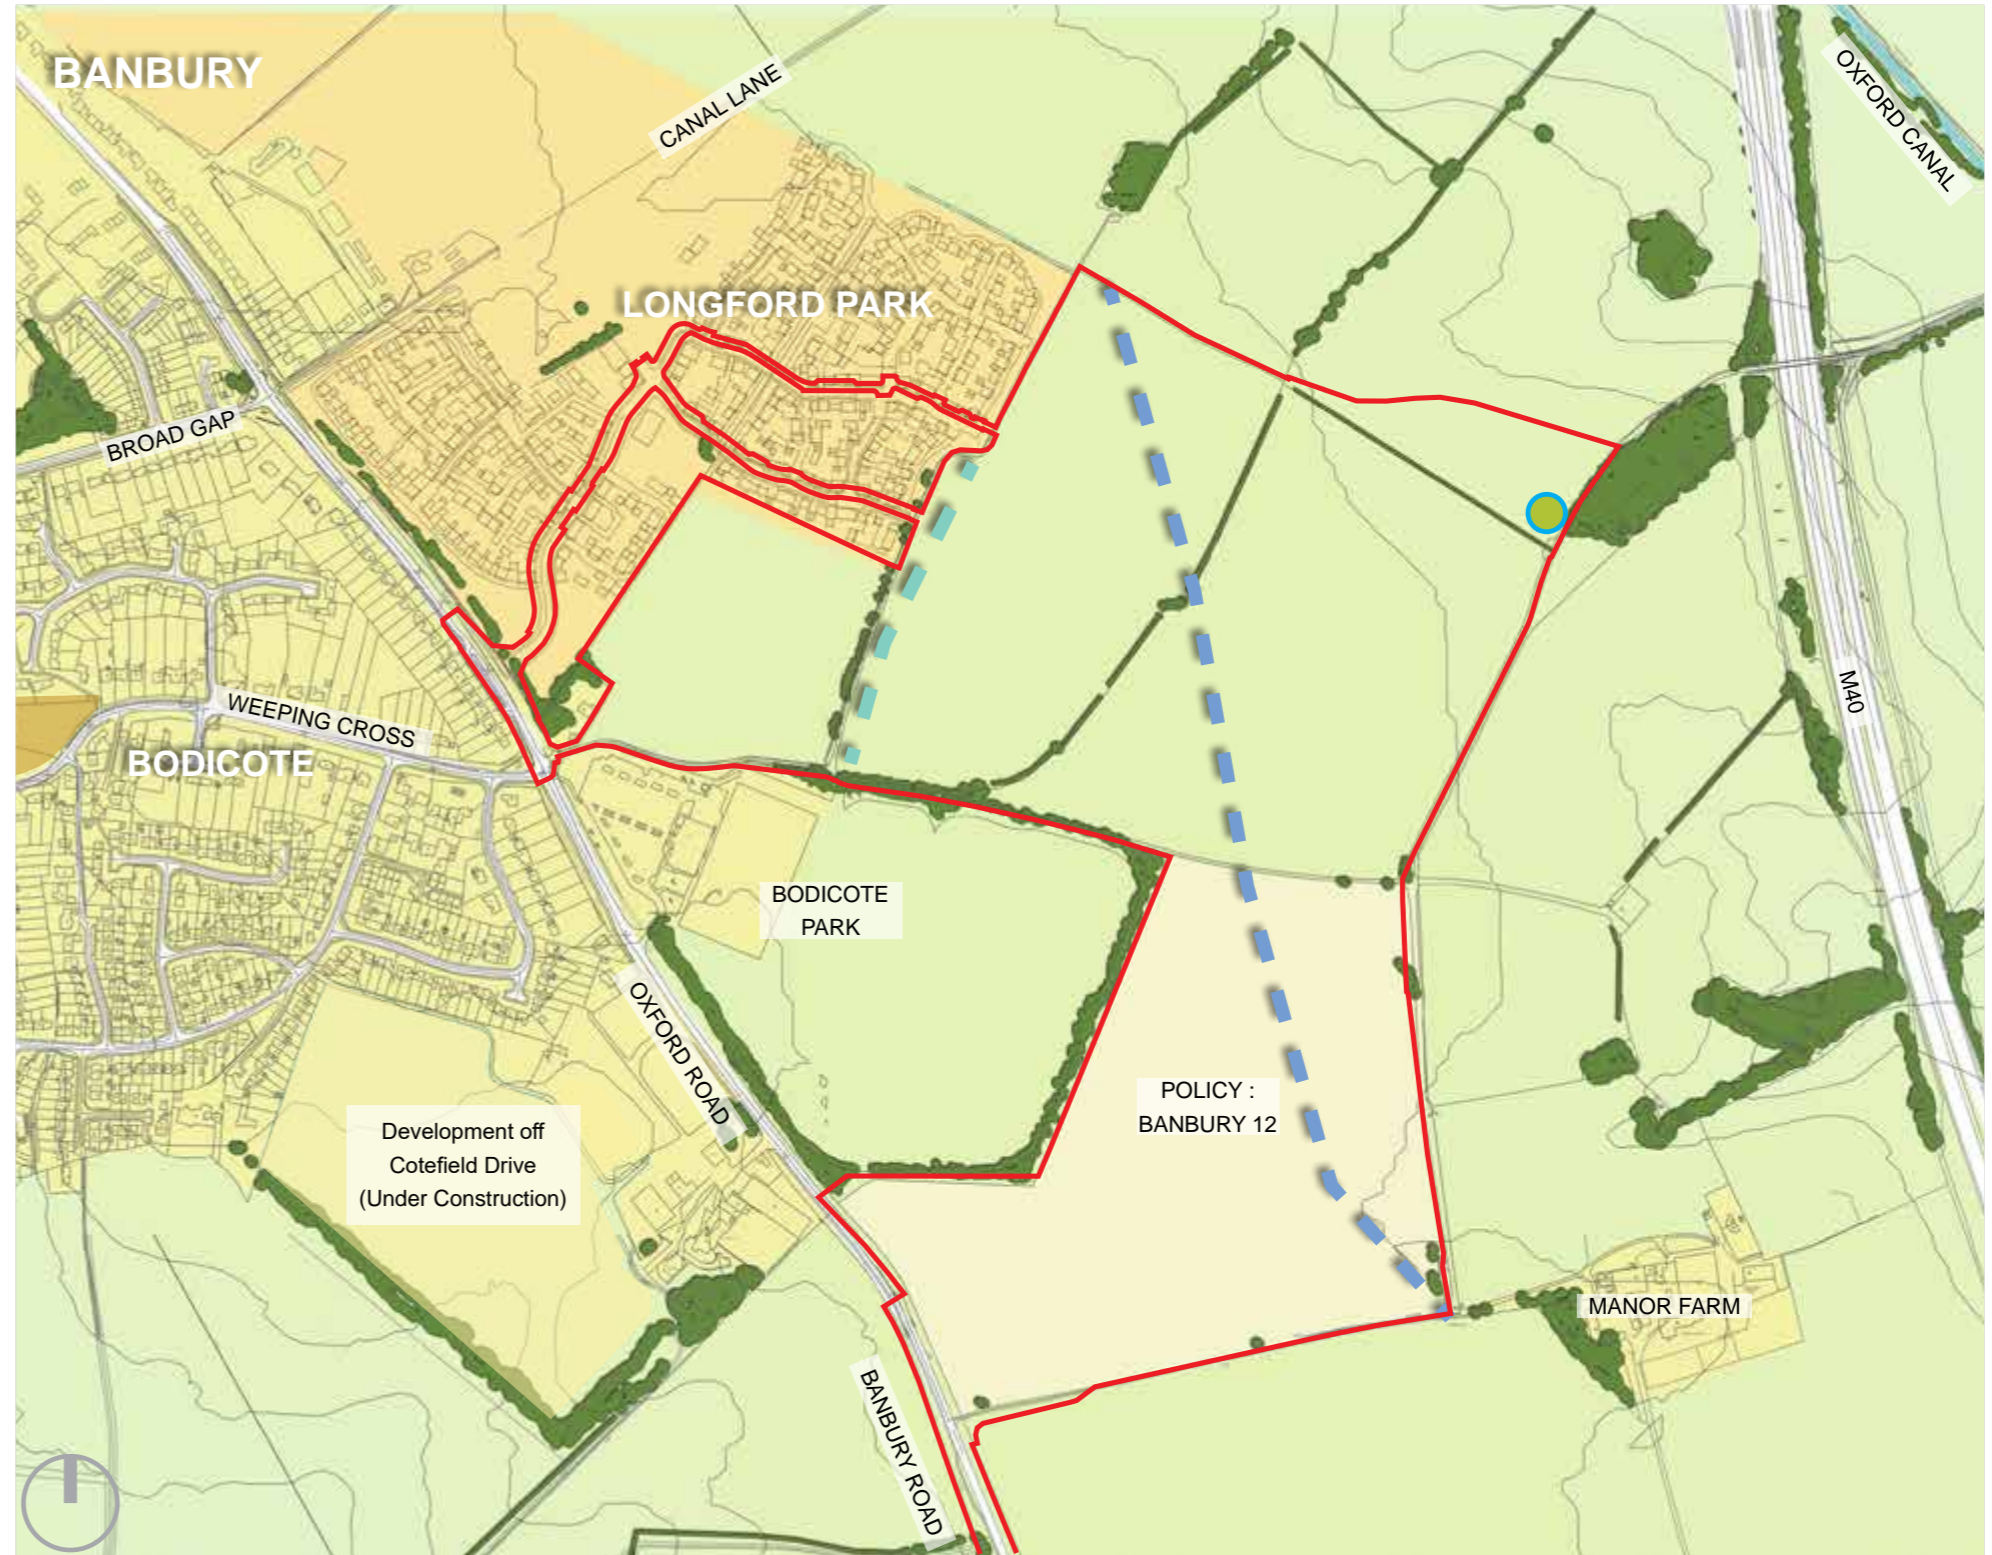 BANBURY
CANAL LANE
OXFORD CANAL
LONGFORD PARK
BROAD GAP
WEEPING CROSS
BODICOTE
M40
BODICOTE
PARK
OXFORD ROAD
POLICY :
BANBURY 12
Development off
Cotefield Drive
(Under Construction)
MANOR FARM
BANBURY ROAD